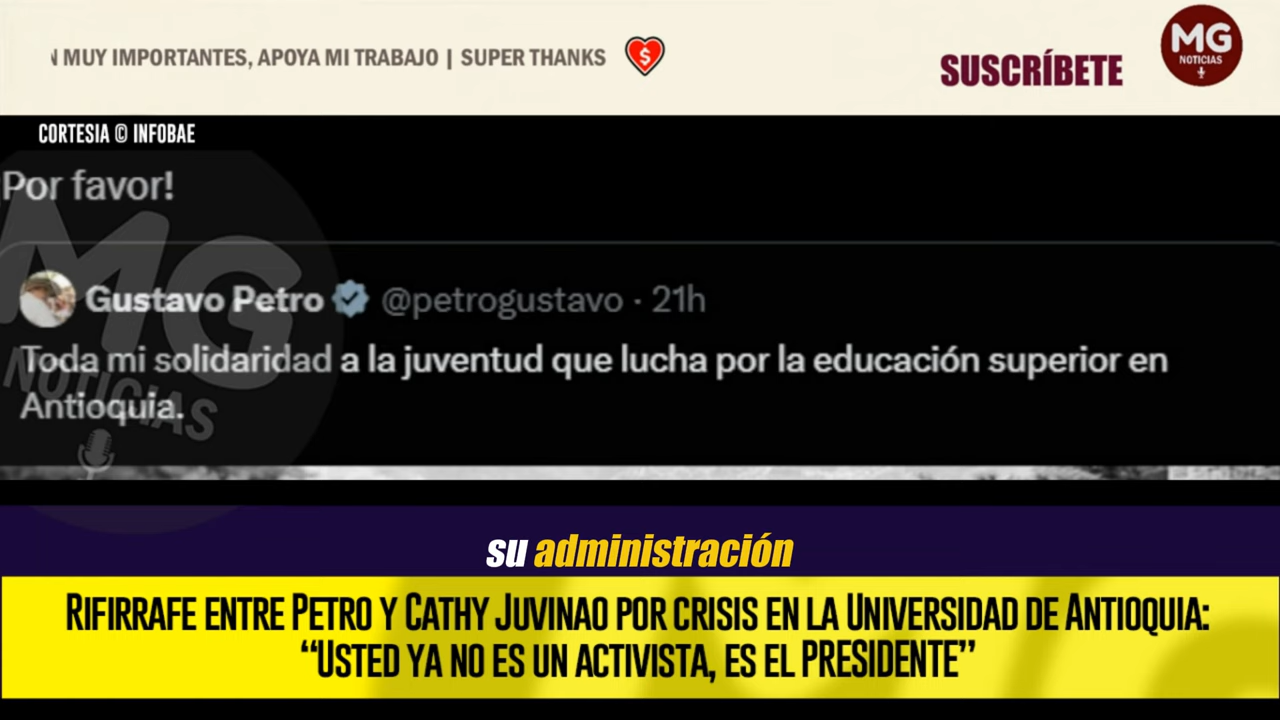 N MUY IMPORTANTES, APOYA MI TRABAJO | SUPER THANKS
$
SUSCRÍBETE
MG
NOTICIAS
CORTESIA © INFOBAE
¡Por favor!
Gustavo Petro @petrogustavo · 21h
Toda mi solidaridad a la juventud que lucha por la educación superior en
Antioquia.
MG
NOTICIAS
su administración
RIFIRRAFE ENTRE PETRO Y CATHY JUVINAO POR CRISIS EN LA UNIVERSIDAD DE ANTIOQUIA:
“USTED YA NO ES UN ACTIVISTA, ES EL PRESIDENTE”